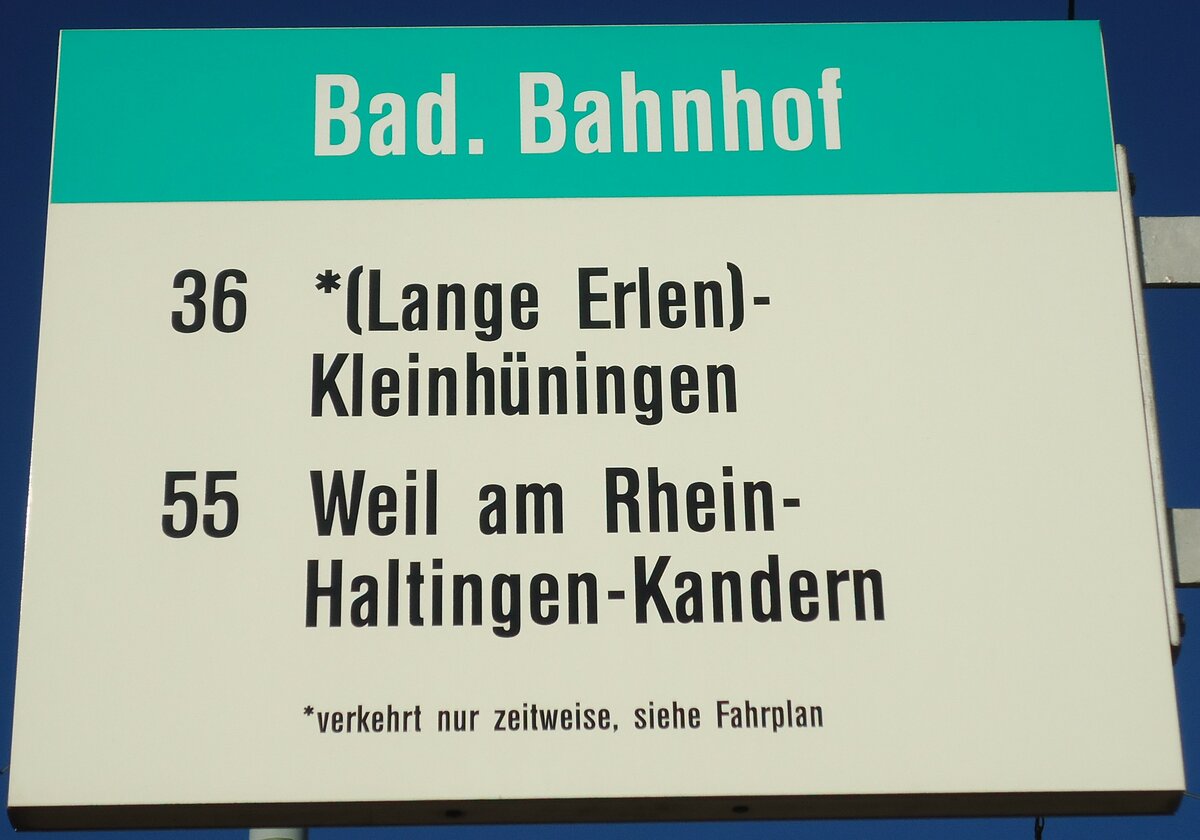 Bad. Bahnhof
36 *(Lange Erlen)-
Kleinhüningen
55 Weil am Rhein-
Haltingen-Kandern
*verkehrt nur zeitweise, siehe Fahrplan